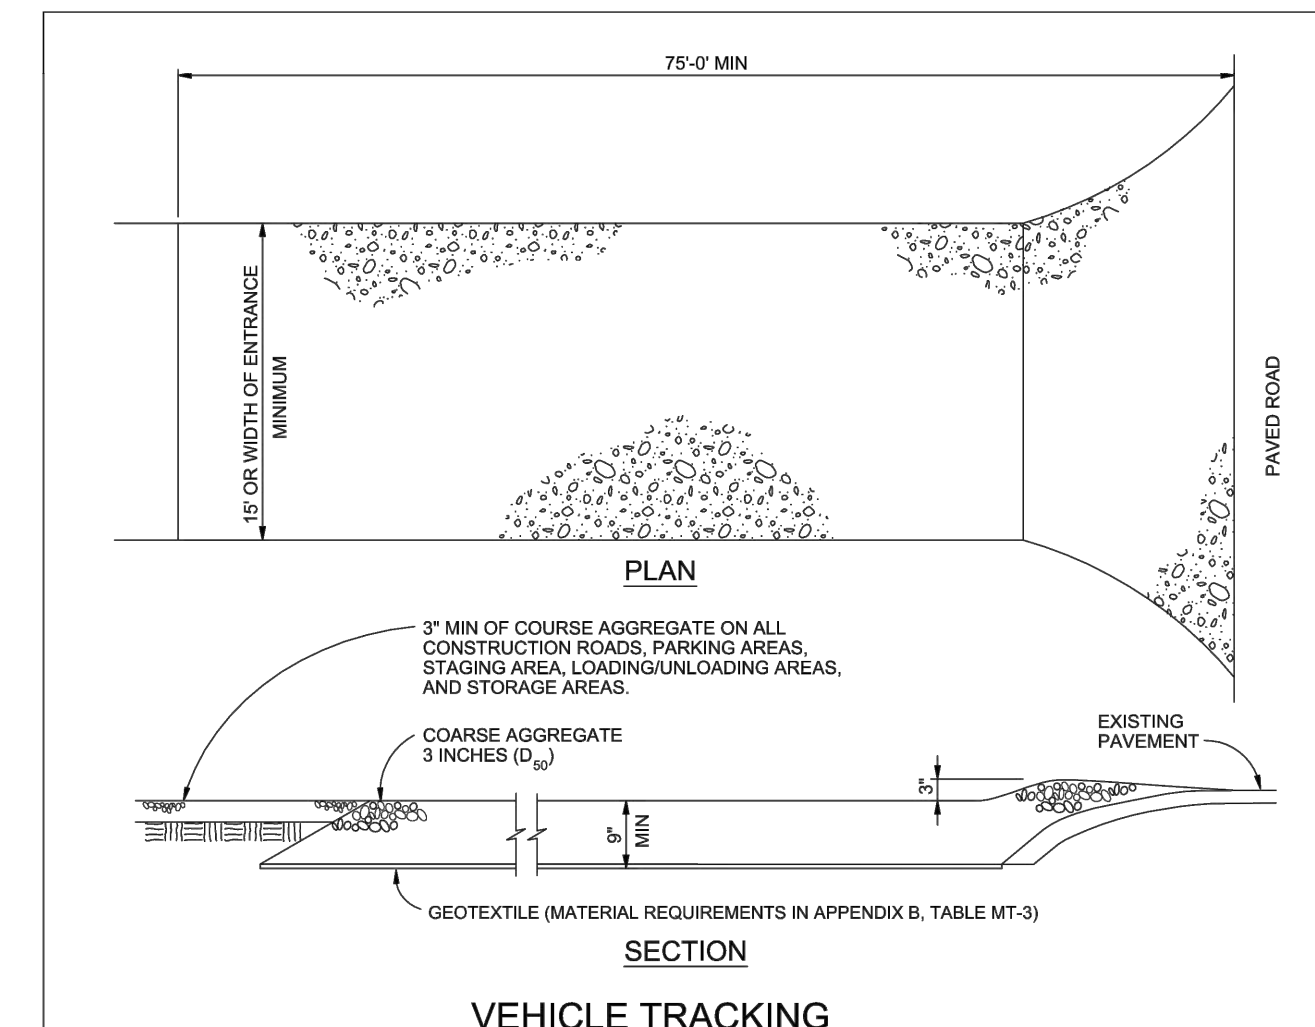 75'-0' MIN
15' OR WIDTH OF ENTRANCE
MINIMUM
PAVED ROAD
PLAN
3" MIN OF COURSE AGGREGATE ON ALL
CONSTRUCTION ROADS, PARKING AREAS,
STAGING AREA, LOADING/UNLOADING AREAS,
AND STORAGE AREAS.
COARSE AGGREGATE
3 INCHES (D50)
EXISTING
PAVEMENT
3"
9"
MIN
GEOTEXTILE (MATERIAL REQUIREMENTS IN APPENDIX B, TABLE MT-3)
SECTION
VEHICLE TRACKING